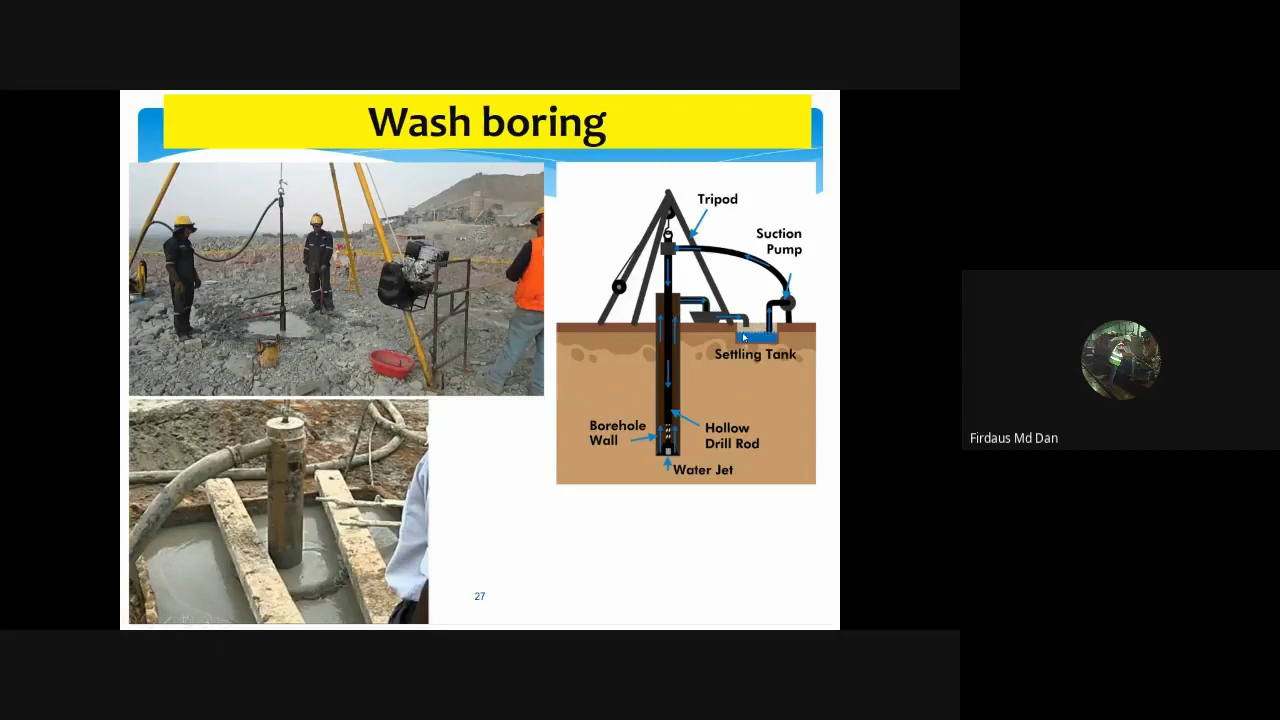 Wash boring
Tripod
Suction
Pump
Settling Tank
Borehole
Wall
Hollow
Drill Rod
Water Jet
27
Firdaus Md Dan